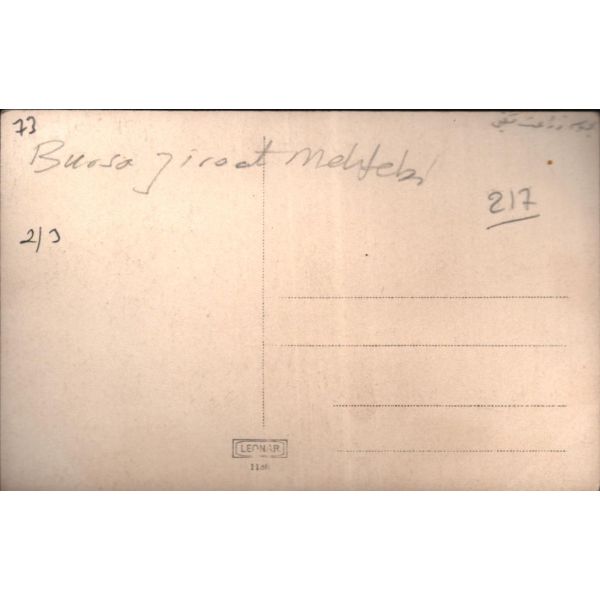 73
Bursa Ziraat Mektebi
217
2/3
LEONAR